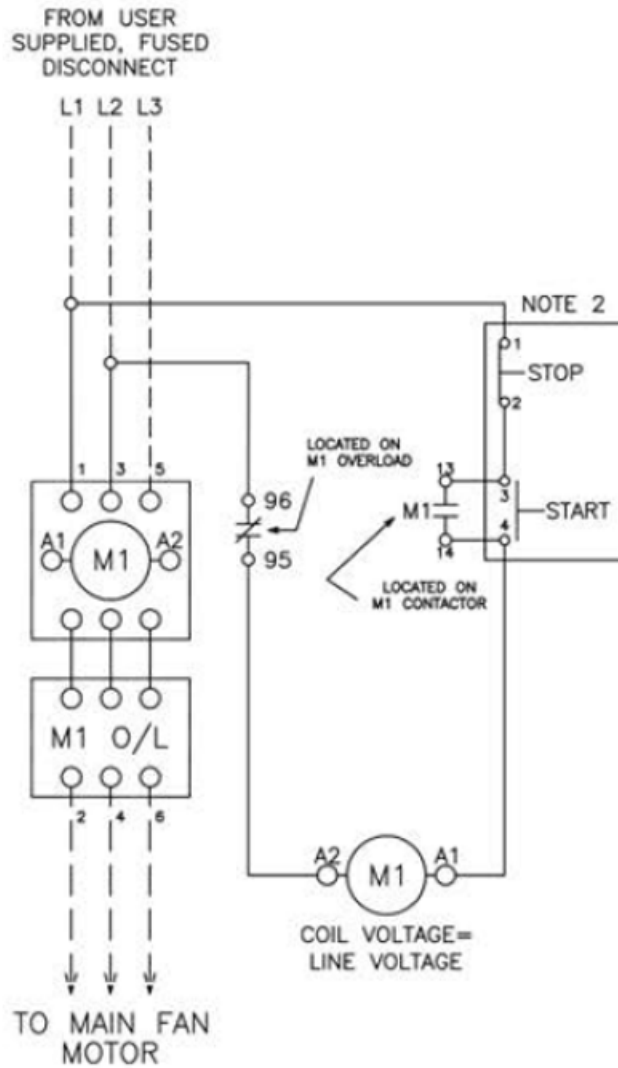 FROM USER
SUPPLIED, FUSED
DISCONNECT
L1 L2 L3
NOTE 2
1
STOP
2
LOCATED ON
M1 OVERLOAD
1 3 5
96
13
3
M1
START
A1 M1 A2
95
14
4
LOCATED ON
M1 CONTACTOR
M1 O/L
2 4 6
A2 M1 A1
COIL VOLTAGE=
LINE VOLTAGE
TO MAIN FAN
MOTOR